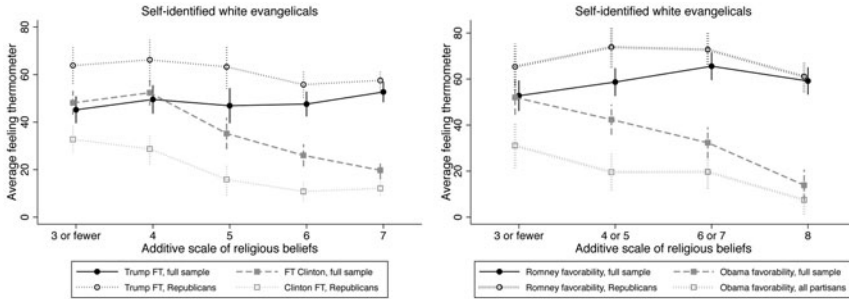 Self-identified white evangelicals
Average feeling thermometer
80
60
40
20
0
3 or fewer 4 5 6 7
Additive scale of religious beliefs
Trump FT, full sample FT Clinton, full sample
Trump FT, Republicans Clinton FT, Republicans
Self-identified white evangelicals
Average feeling thermometer
80
60
40
20
0
3 or fewer 4 or 5 6 or 7 8
Additive scale of religious beliefs
Romney favorability, full sample Obama favorability, full sample
Romney favorability, Republicans Obama favorability, all partisans